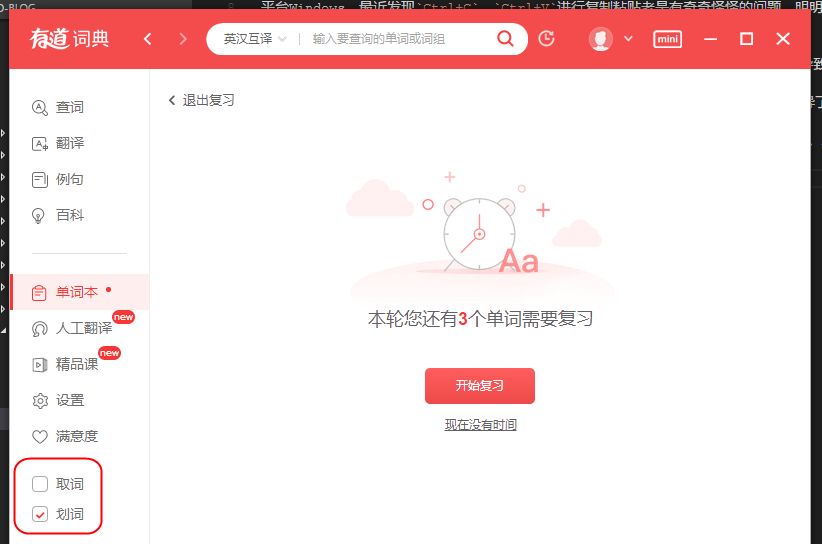 O-BLOG
8 平台Windows，最近发现`Ctrl+C`、`Ctrl+V`进行复制粘贴老是有奇奇怪怪的问题，明明
有道 词典
英汉互译 输入要查询的单词或词组
mini
查词
翻译
例句
百科
单词本
人工翻译 new
精品课 new
设置
满意度
取词
划词
退出复习
Aa
本轮您还有3个单词需要复习
开始复习
现在没有时间